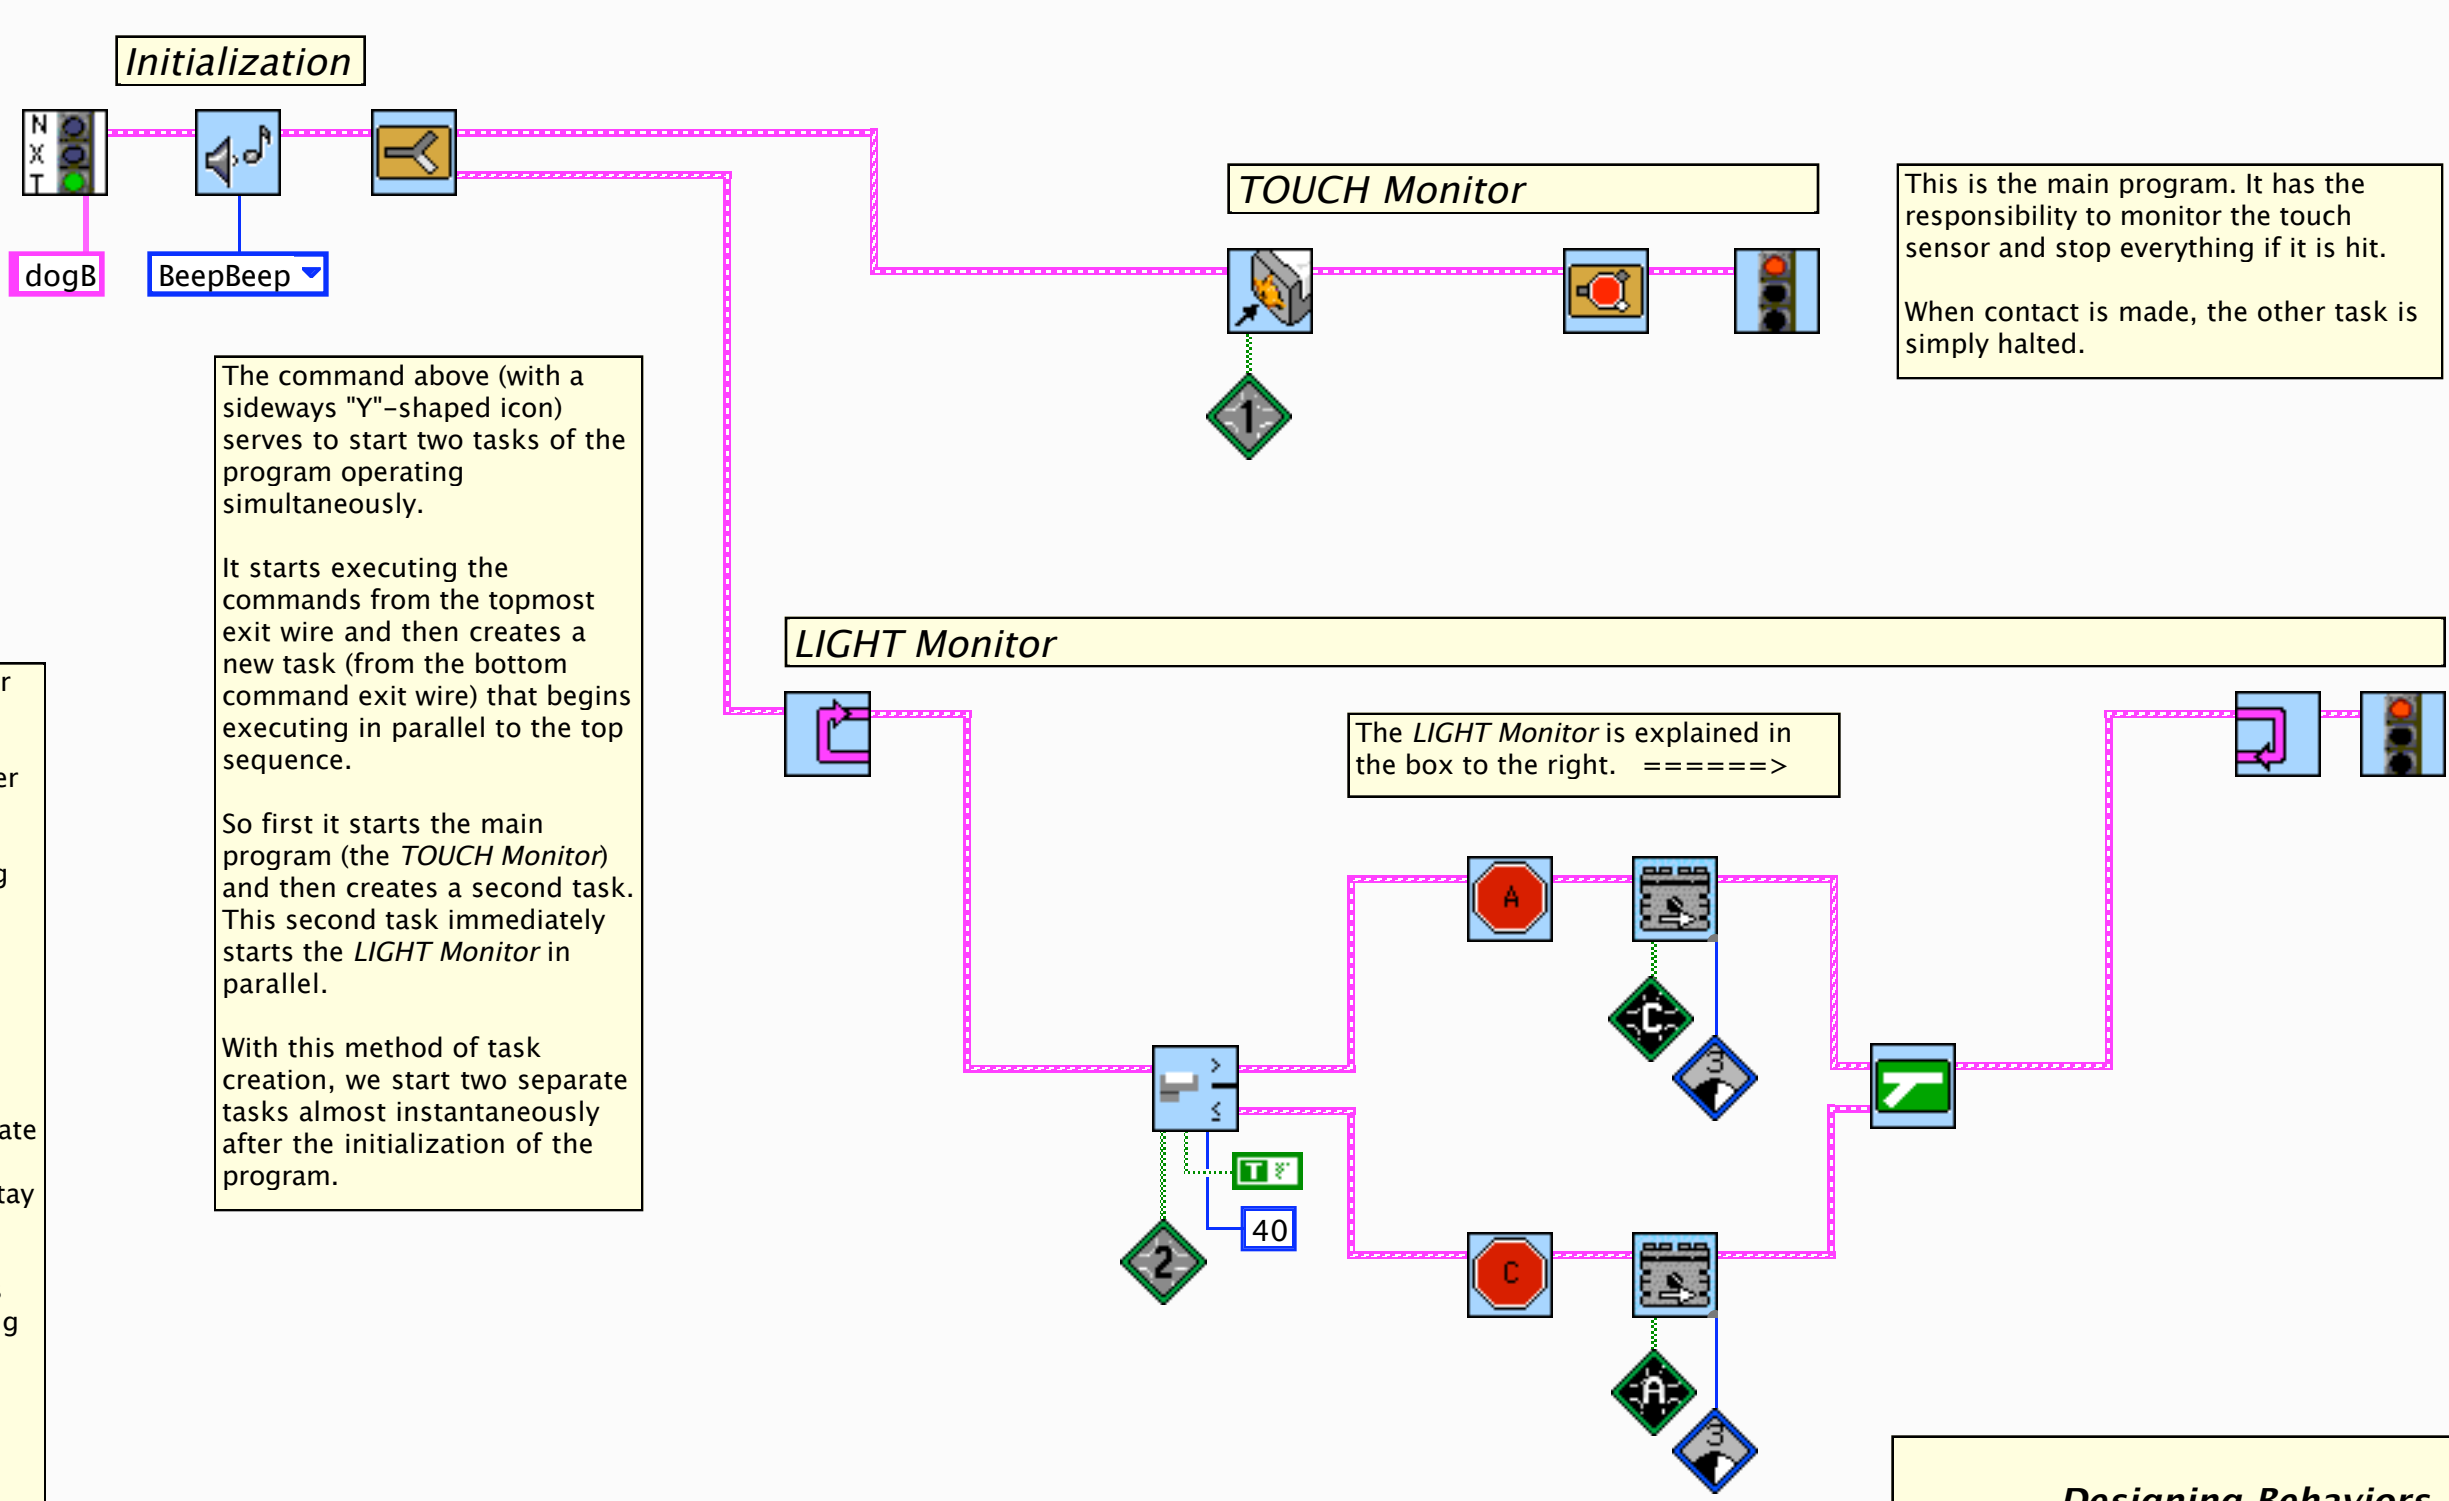 Initialization
N
X
T
dogB
BeepBeep
TOUCH Monitor
This is the main program. It has the
responsibility to monitor the touch
sensor and stop everything if it is hit.
When contact is made, the other task is
simply halted.
1
The command above (with a
sideways "Y"-shaped icon)
serves to start two tasks of the
program operating
simultaneously.
It starts executing the
commands from the topmost
exit wire and then creates a
new task (from the bottom
command exit wire) that begins
executing in parallel to the top
sequence.
So first it starts the main
program (the TOUCH Monitor)
and then creates a second task.
This second task immediately
starts the LIGHT Monitor in
parallel.
With this method of task
creation, we start two separate
tasks almost instantaneously
after the initialization of the
program.
r
er
g
ate
tay
g
LIGHT Monitor
The LIGHT Monitor is explained in
the box to the right. ======>
A
C
3
>
≤
T
40
2
C
A
3
Designing Behaviors